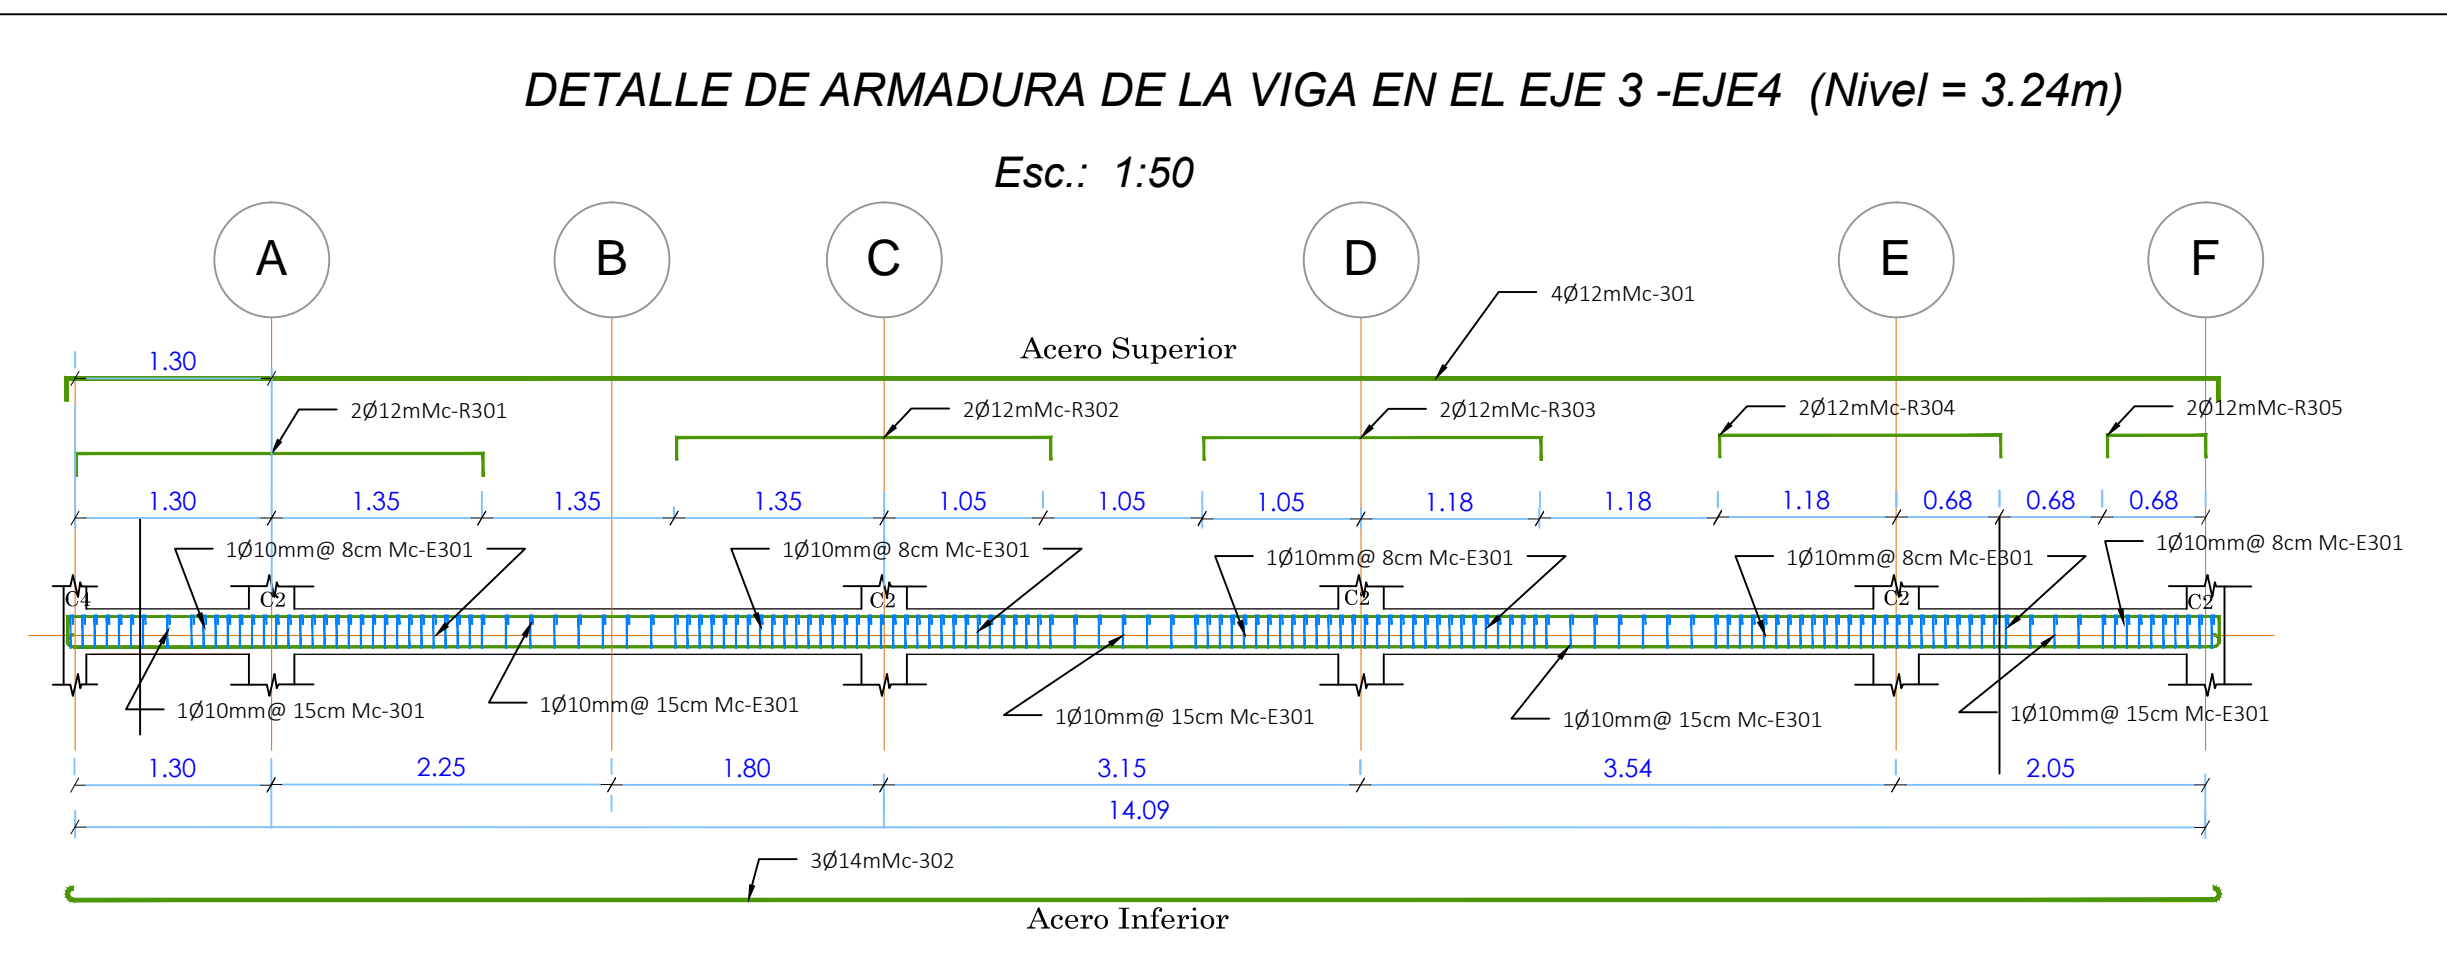 DETALLE DE ARMADURA DE LA VIGA EN EL EJE 3 -EJE4 (Nivel = 3.24m)
Esc.: 1:50
A B C D E F
4Ø12mMc-301
Acero Superior
1.30
2Ø12mMc-R301 2Ø12mMc-R302 2Ø12mMc-R303 2Ø12mMc-R304 2Ø12mMc-R305
1.30 1.35 1.35 1.35 1.05 1.05 1.05 1.18 1.18 1.18 0.68 0.68 0.68
1Ø10mm@ 8cm Mc-E301 1Ø10mm@ 8cm Mc-E301 1Ø10mm@ 8cm Mc-E301 1Ø10mm@ 8cm Mc-E301 1Ø10mm@ 8cm Mc-E301
C4 C2 C2 C2 C2 C2
1Ø10mm@ 15cm Mc-301 1Ø10mm@ 15cm Mc-E301 1Ø10mm@ 15cm Mc-E301 1Ø10mm@ 15cm Mc-E301 1Ø10mm@ 15cm Mc-E301
1.30 2.25 1.80 3.15 3.54 2.05
14.09
3Ø14mMc-302
Acero Inferior